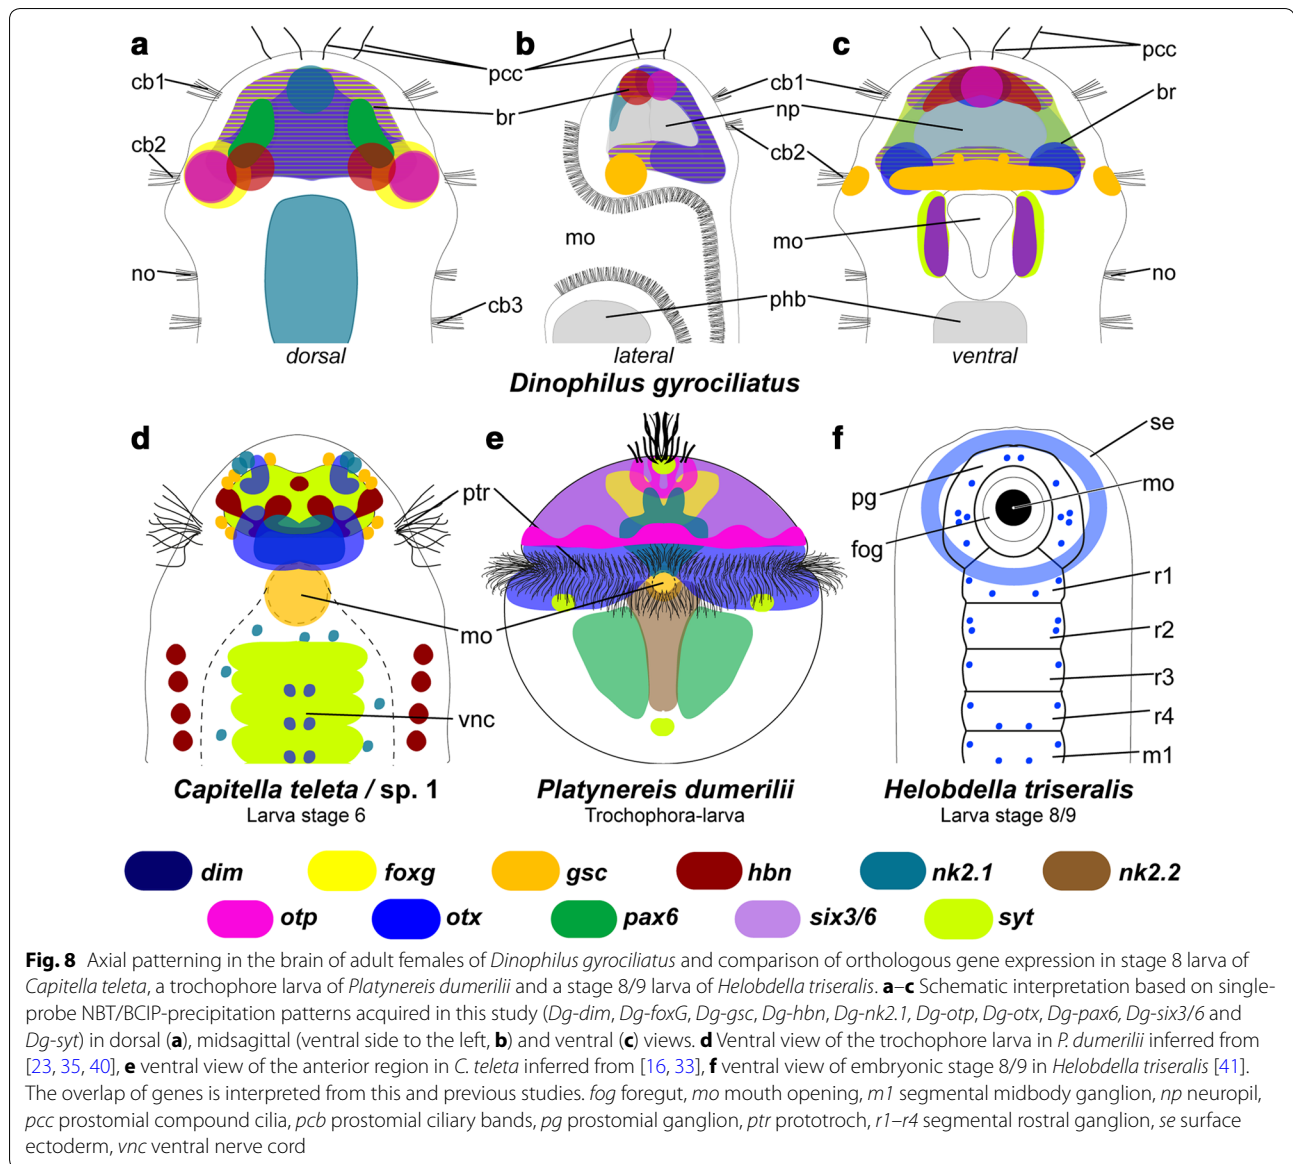 a
b
c
pcc
pcc
cb1
cb1
np
br
br
cb2
cb2
mo
mo
no
no
phb
cb3
dorsal
lateral
ventral
Dinophilus gyrociliatus
d
e
f
se
ptr
pg
mo
fog
r1
mo
r2
r3
vnc
r4
m1
Capitella teleta / sp. 1
Larva stage 6
Platynereis dumerilii
Trochophora-larva
Helobdella triseralis
Larva stage 8/9
dim foxg gsc hbn nk2.1 nk2.2
otp otx pax6 six3/6 syt
Fig. 8 Axial patterning in the brain of adult females of Dinophilus gyrociliatus and comparison of orthologous gene expression in stage 8 larva of
Capitella teleta, a trochophore larva of Platynereis dumerilii and a stage 8/9 larva of Helobdella triseralis. a–c Schematic interpretation based on single-
probe NBT/BCIP-precipitation patterns acquired in this study (Dg-dim, Dg-foxG, Dg-gsc, Dg-hbn, Dg-nk2.1, Dg-otp, Dg-otx, Dg-pax6, Dg-six3/6 and
Dg-syt) in dorsal (a), midsagittal (ventral side to the left, b) and ventral (c) views. d Ventral view of the trochophore larva in P. dumerilii inferred from
[23, 35, 40], e ventral view of the anterior region in C. teleta inferred from [16, 33], f ventral view of embryonic stage 8/9 in Helobdella triseralis [41].
The overlap of genes is interpreted from this and previous studies. fog foregut, mo mouth opening, m1 segmental midbody ganglion, np neuropil,
pcc prostomial compound cilia, pcb prostomial ciliary bands, pg prostomial ganglion, ptr prototroch, r1–r4 segmental rostral ganglion, se surface
ectoderm, vnc ventral nerve cord